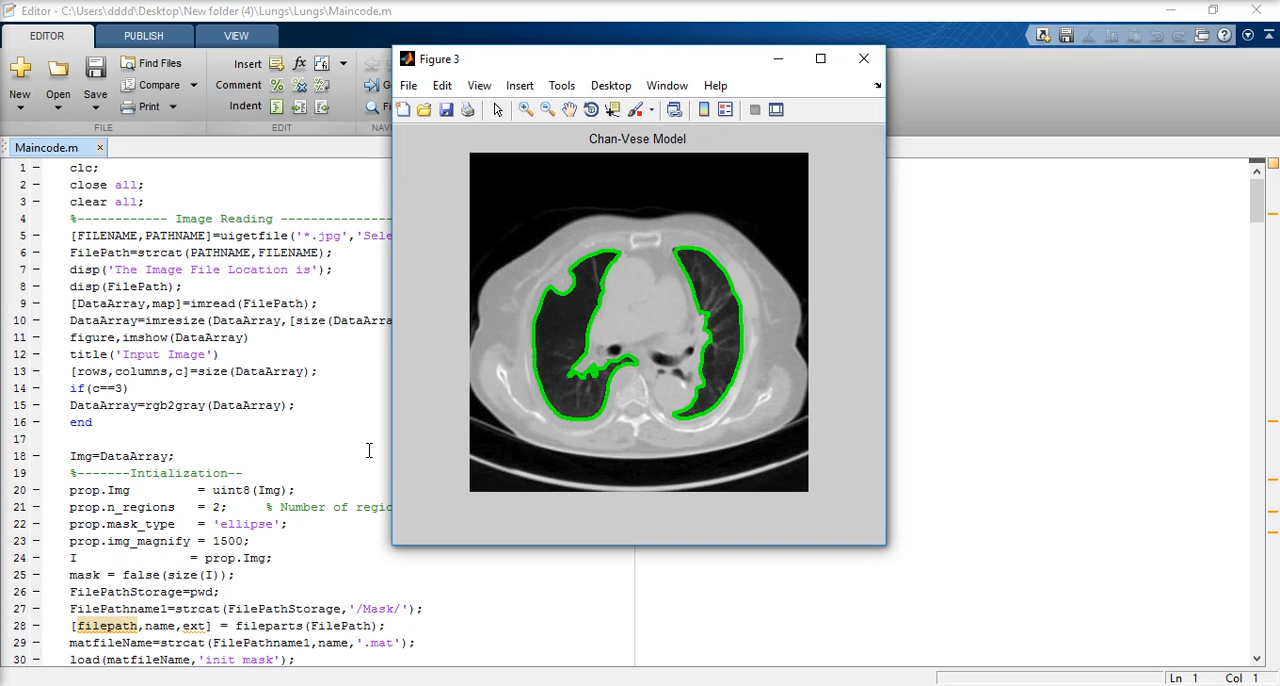 Editor - C:\Users\dddd\Desktop\New folder (4)\Lungs\Lungs\Maincode.m
EDITOR PUBLISH VIEW
New Open Save
Find Files
Compare
Print
FILE
Insert fx
Comment
Indent
EDIT
Maincode.m ×
1 – clc;
2 – close all;
3 – clear all;
4 %------------ Image Reading -----------------
5 – [FILENAME,PATHNAME]=uigetfile('*.jpg','Sele
6 – FilePath=strcat(PATHNAME,FILENAME);
7 – disp('The Image File Location is');
8 – disp(FilePath);
9 – [DataArray,map]=imread(FilePath);
10 – DataArray=imresize(DataArray,[size(DataArra
11 – figure,imshow(DataArray)
12 – title('Input Image')
13 – [rows,columns,c]=size(DataArray);
14 – if(c==3)
15 – DataArray=rgb2gray(DataArray);
16 – end
17
18 – Img=DataArray;
19 %-------Intialization--
20 – prop.Img = uint8(Img);
21 – prop.n_regions = 2; % Number of regio
22 – prop.mask_type = 'ellipse';
23 – prop.img_magnify = 1500;
24 – I = prop.Img;
25 – mask = false(size(I));
26 – FilePathStorage=pwd;
27 – FilePathname1=strcat(FilePathStorage,'/Mask/');
28 – [filepath,name,ext] = fileparts(FilePath);
29 – matfileName=strcat(FilePathname1,name,'.mat');
30 – load(matfileName,'init_mask');
Figure 3
File Edit View Insert Tools Desktop Window Help
Chan-Vese Model
Ln 1 Col 1